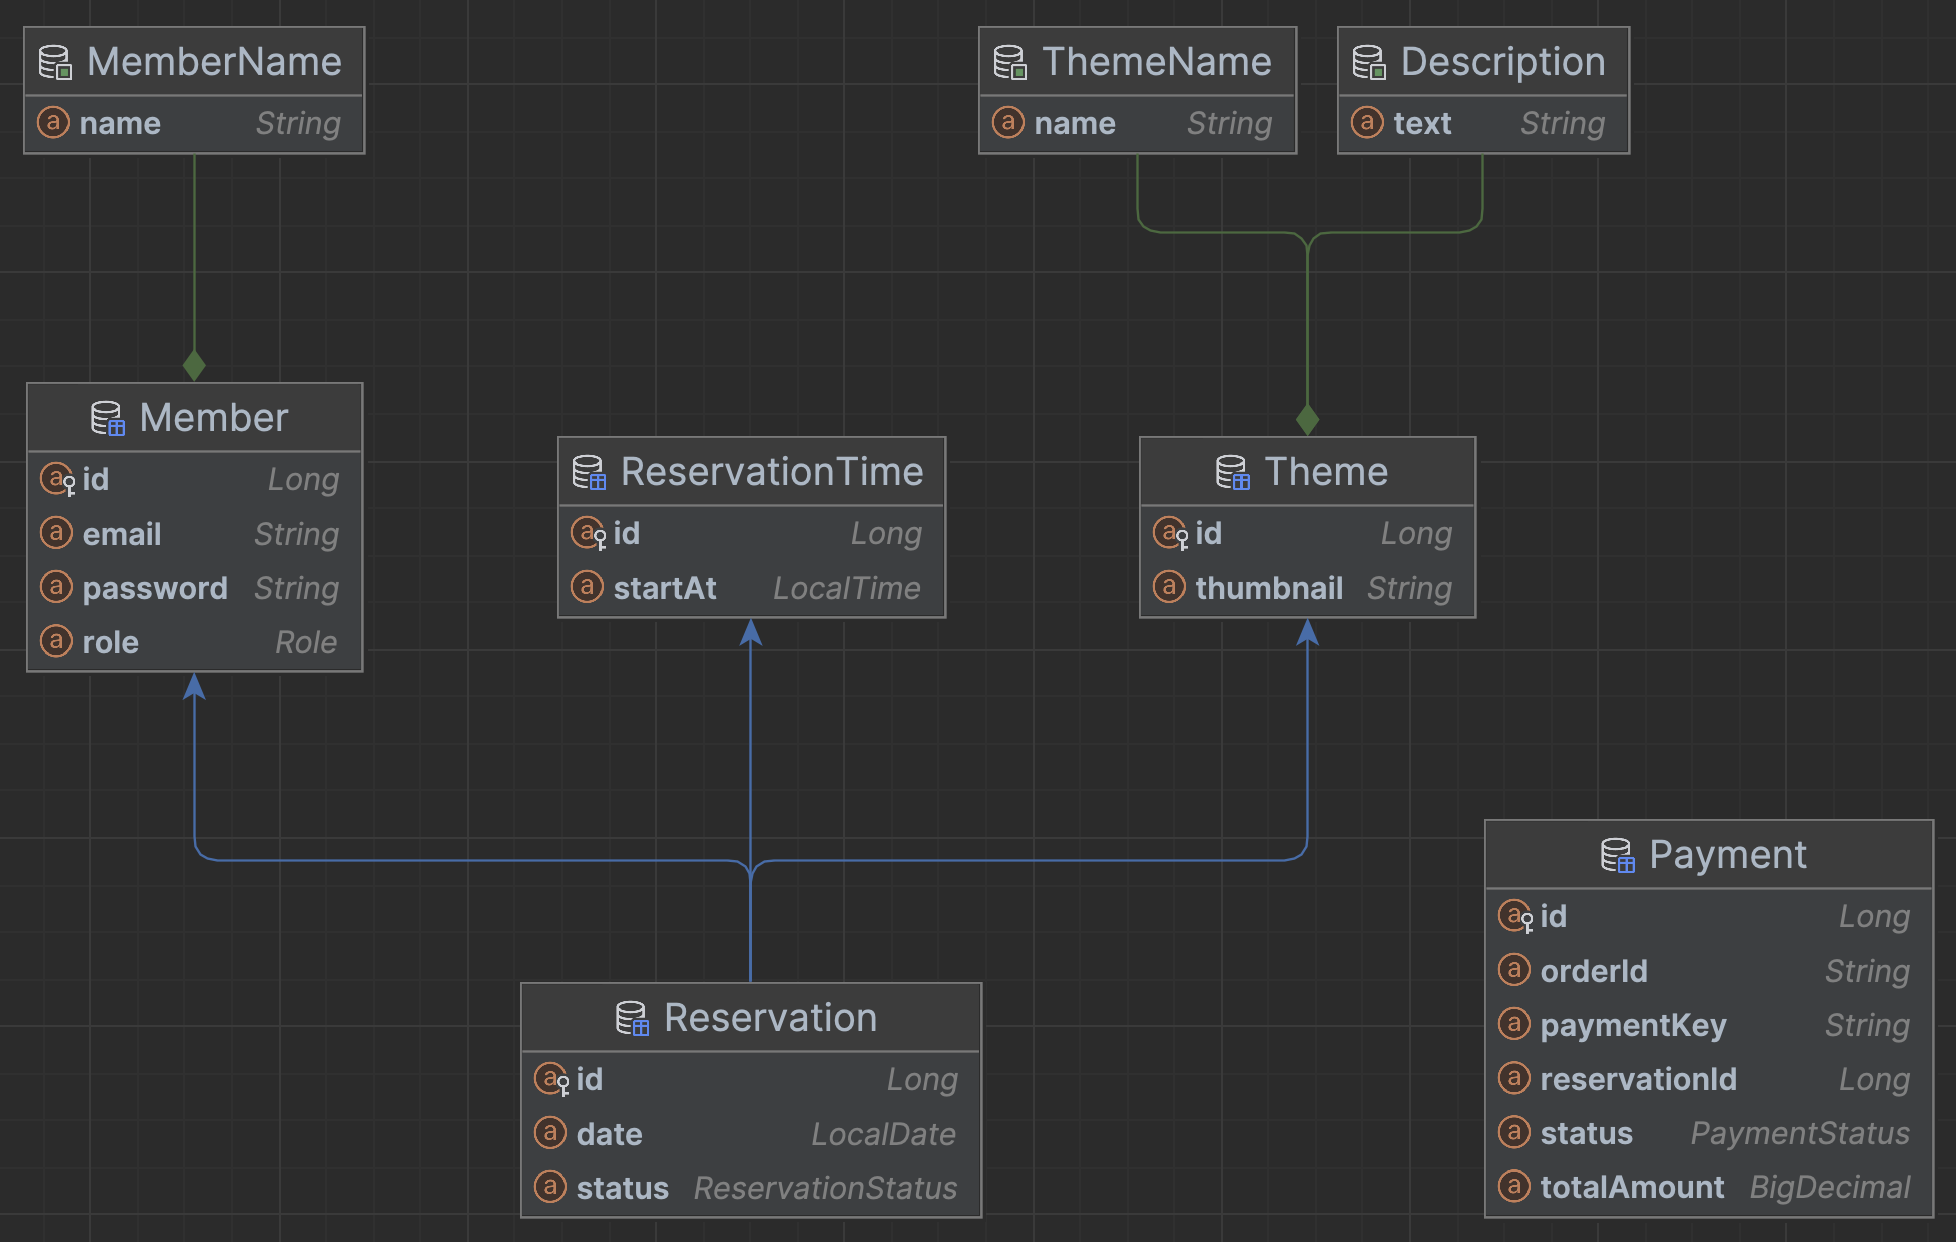 MemberName
name String
ThemeName
name String
Description
text String
Member
id Long
email String
password String
role Role
ReservationTime
id Long
startAt LocalTime
Theme
id Long
thumbnail String
Reservation
id Long
date LocalDate
status ReservationStatus
Payment
id Long
orderId String
paymentKey String
reservationId Long
status PaymentStatus
totalAmount BigDecimal